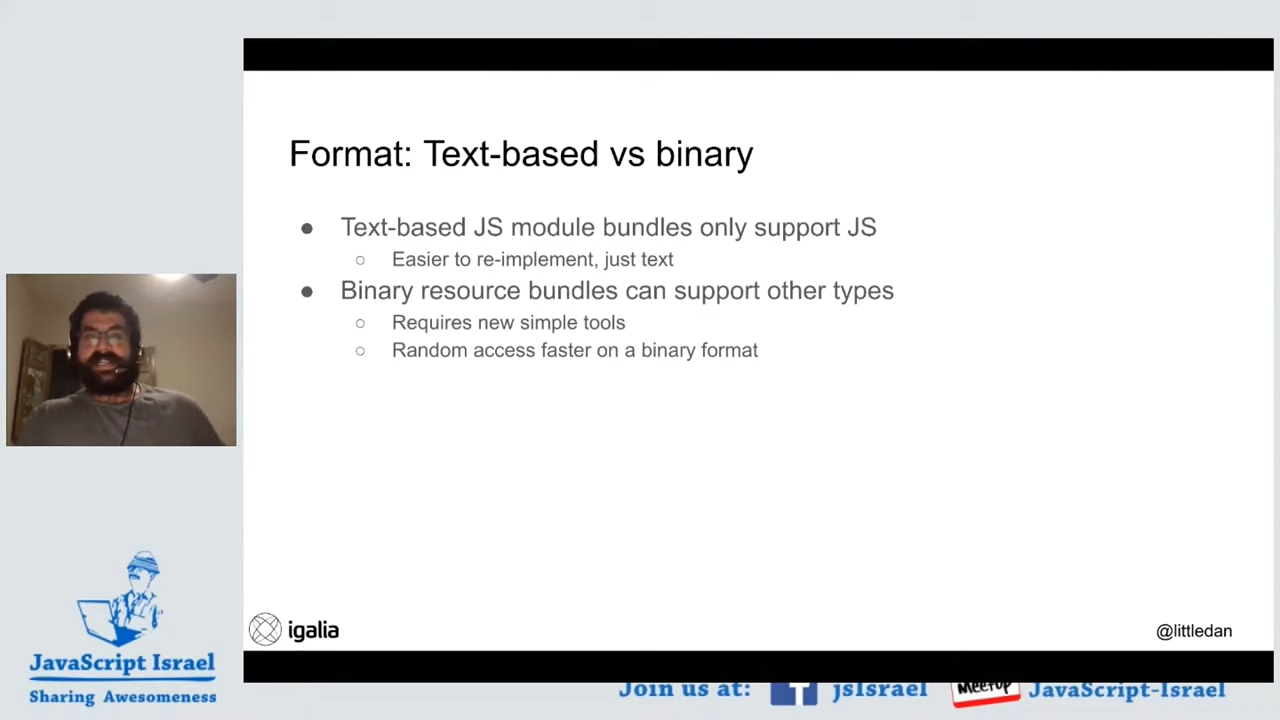 Format: Text-based vs binary
● Text-based JS module bundles only support JS
○ Easier to re-implement, just text
● Binary resource bundles can support other types
○ Requires new simple tools
○ Random access faster on a binary format
igalia
@littledan
JavaScript Israel
Sharing Awesomeness
Join us at: f jsIsrael Meetup JavaScript-Israel